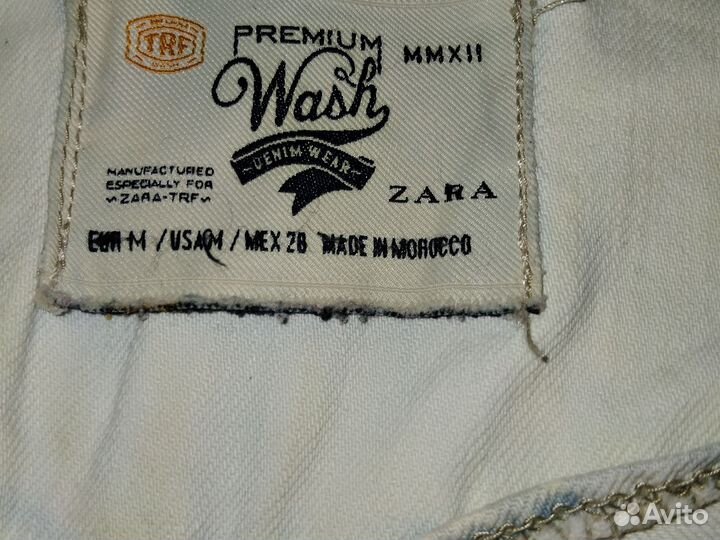 TRF
PREMIUM
MMXII
Wash
DENIM WEAR
MANUFACTURED
ESPECIALLY FOR
~ZARA-TRF~
ZARA
EUR M / USA M / MEX 28 MADE IN MOROCCO
Avito